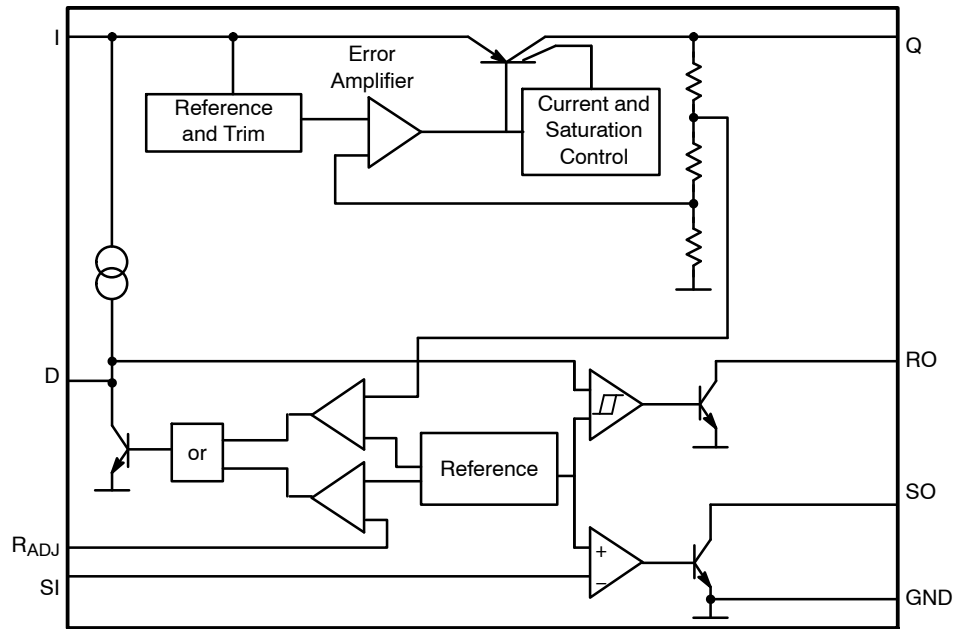 I
Q
Error
Amplifier
Reference
and Trim
Current and
Saturation
Control
D
RO
or
Reference
SO
RADJ
SI
+
−
GND